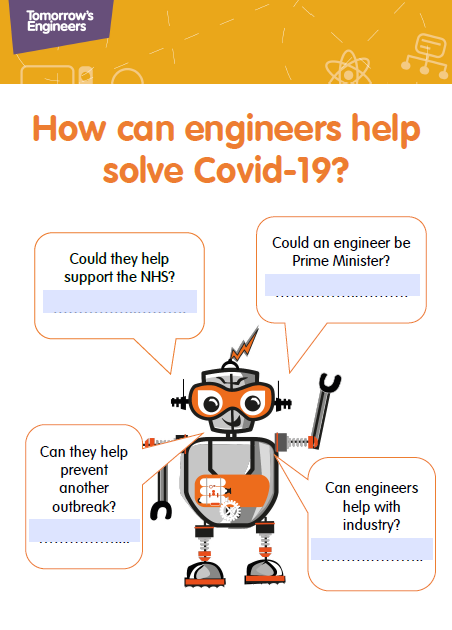 Tomorrow's
Engineers
How can engineers help
solve Covid-19?
Could they help
support the NHS?
Could an engineer be
Prime Minister?
Can they help
prevent
another
outbreak?
Can engineers
help with
industry?